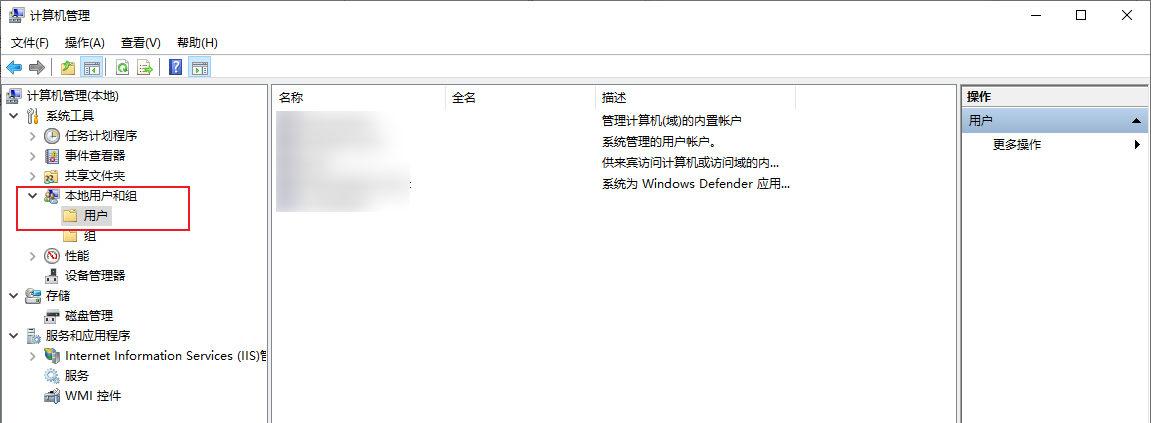 计算机管理
文件(F) 操作(A) 查看(V) 帮助(H)
计算机管理(本地)
系统工具
任务计划程序
事件查看器
共享文件夹
本地用户和组
用户
组
性能
设备管理器
存储
磁盘管理
服务和应用程序
Internet Information Services (IIS)管
服务
WMI 控件
名称 全名 描述
管理计算机(域)的内置帐户
系统管理的用户帐户。
供来宾访问计算机或访问域的内...
系统为 Windows Defender 应用...
操作
用户
更多操作